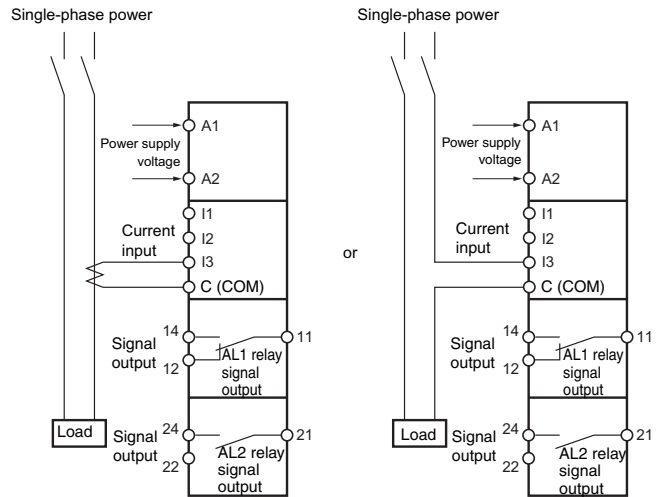 Single-phase power
A1
Power supply
voltage
A2
I1
I2
Current
input
I3
C (COM)
14
11
Signal
output
AL1 relay
signal
output
12
24
21
Load
Signal
output
AL2 relay
signal
output
22
or
Single-phase power
A1
Power supply
voltage
A2
I1
I2
Current
input
I3
C (COM)
14
11
Signal
output
AL1 relay
signal
output
12
24
21
Load
Signal
output
AL2 relay
signal
output
22